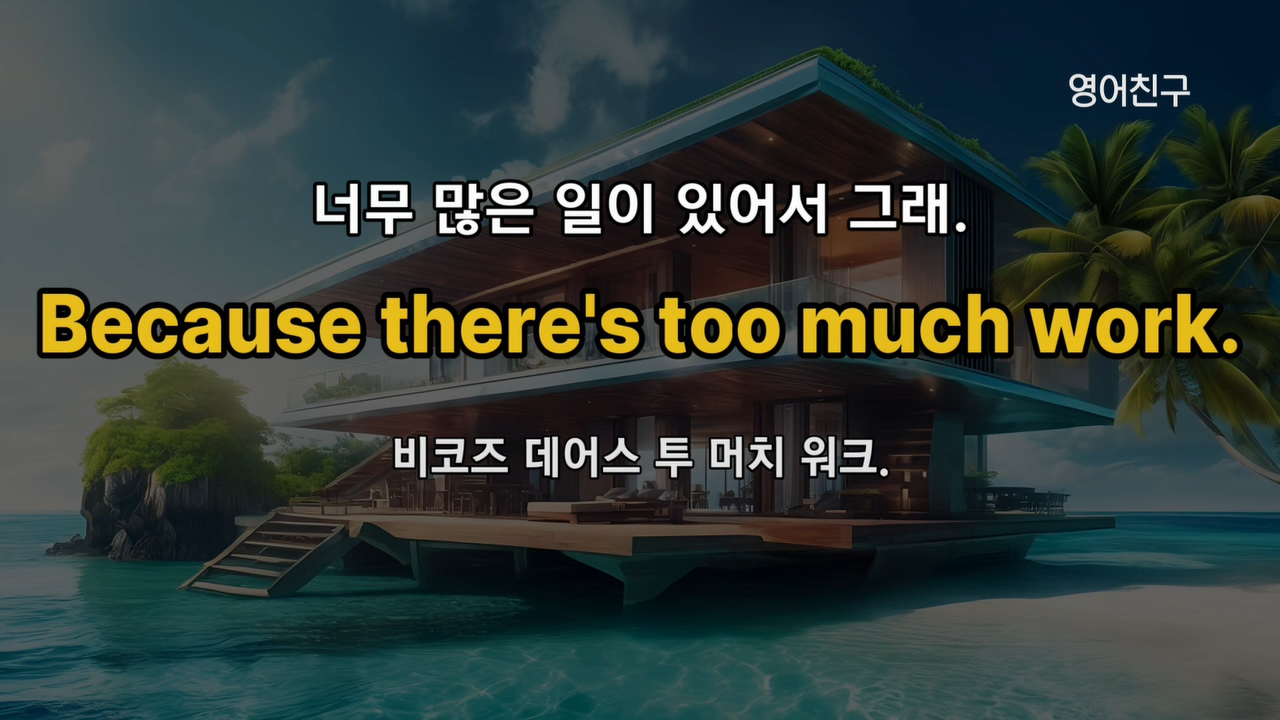 영어친구
너무 많은 일이 있어서 그래.
Because there's too much work.
비코즈 데어스 투 머치 워크.